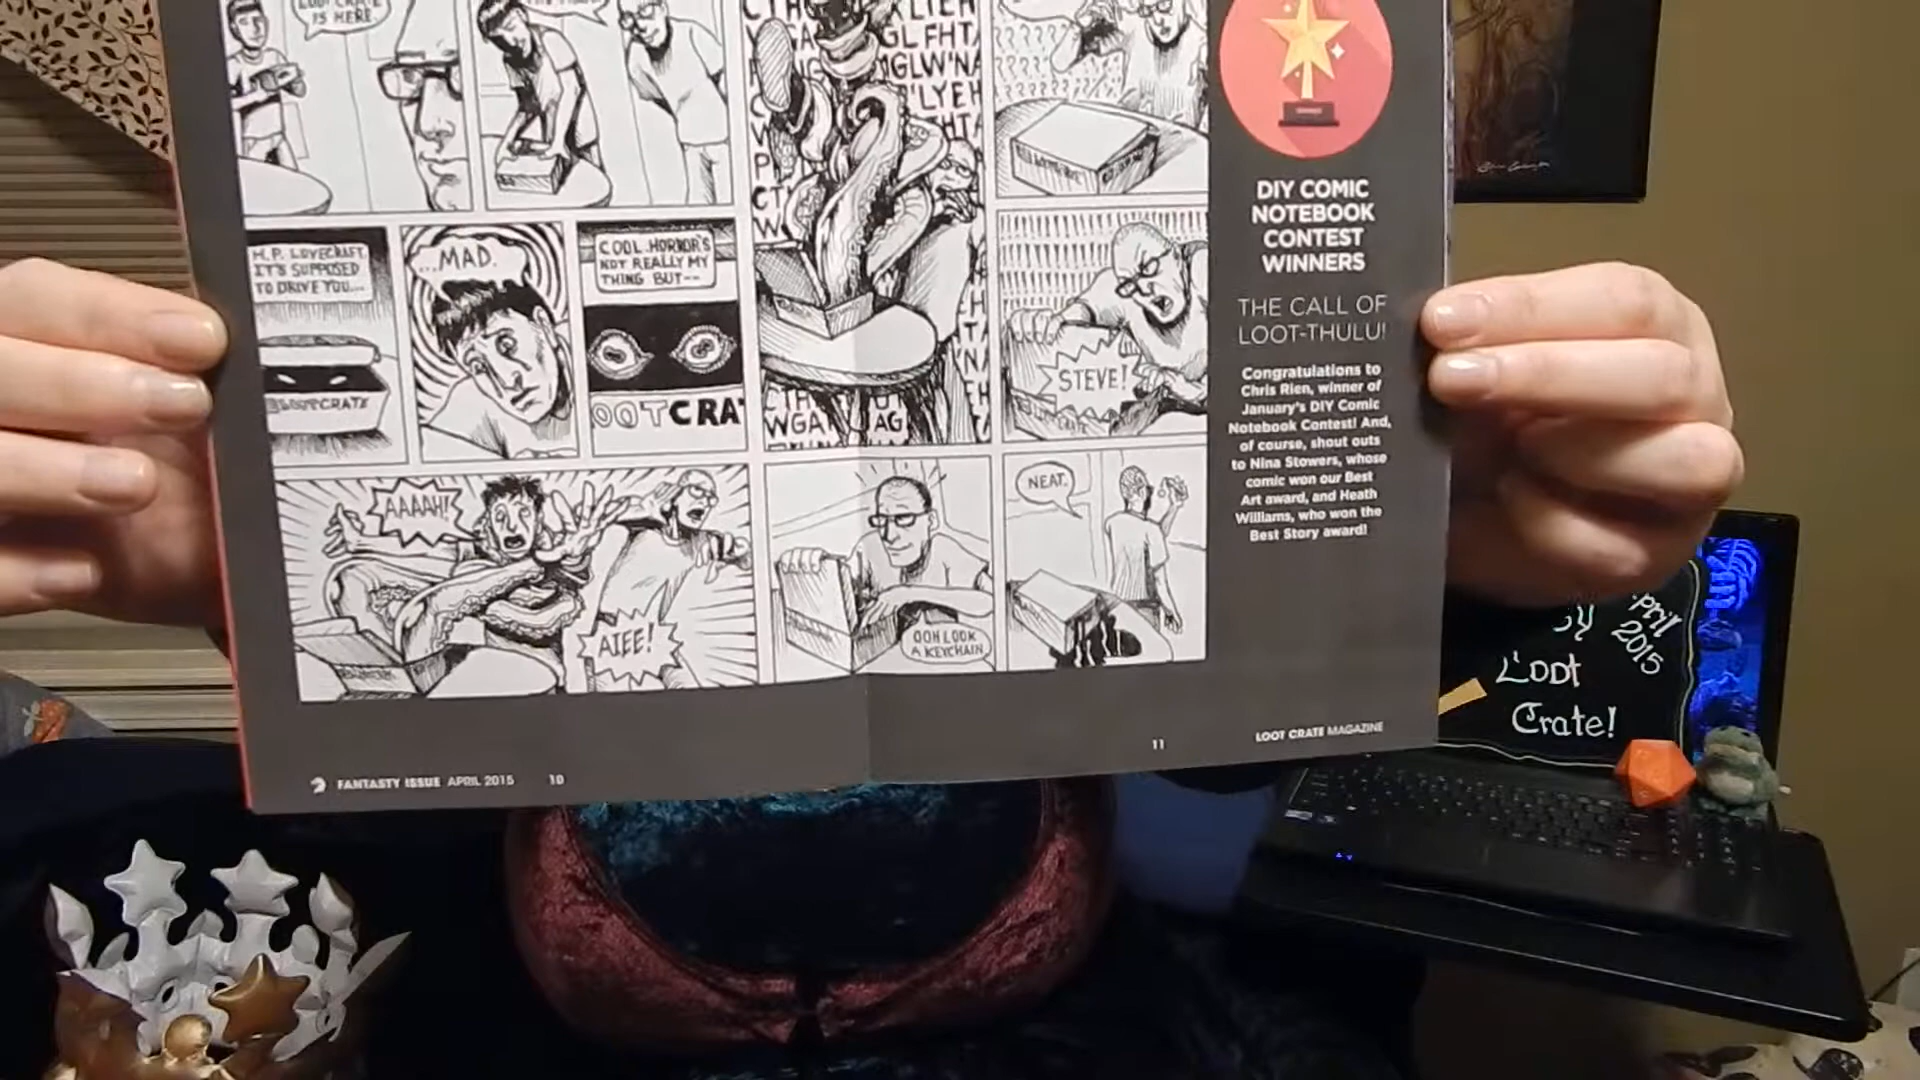 LOOT CRATE
IS HERE.
H.P. LOVECRAFT.
IT'S SUPPOSED
TO DRIVE YOU...
LOOTCRATE
...MAD.
COOL. HORROR'S
NOT REALLY MY
THING BUT--
OOTCRA
STEVE!
AAAAH!
AIEE!
OOH LOOK
A KEYCHAIN
NEAT.
DIY COMIC
NOTEBOOK
CONTEST
WINNERS
THE CALL OF
LOOT-THULU!
Congratulations to
Chris Rien, winner of
January's DIY Comic
Notebook Contest! And,
of course, shout outs
to Nina Stowers, whose
comic won our Best
Art award, and Heath
Williams, who won the
Best Story award!
FANTASTY ISSUE APRIL 2015 10
11 LOOT CRATE MAGAZINE
pril
2015
Loot
Crate!